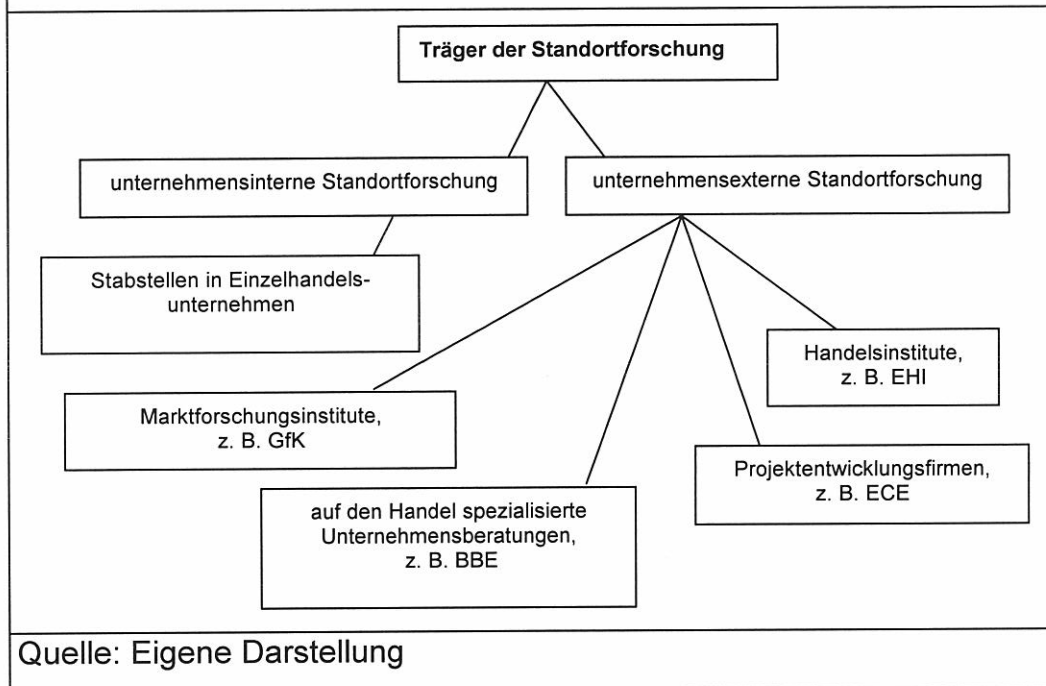 Träger der Standortforschung
unternehmensinterne Standortforschung
unternehmensexterne Standortforschung
Stabstellen in Einzelhandels-
unternehmen
Handelsinstitute,
z. B. EHI
Marktforschungsinstitute,
z. B. GfK
Projektentwicklungsfirmen,
z. B. ECE
auf den Handel spezialisierte
Unternehmensberatungen,
z. B. BBE
Quelle: Eigene Darstellung